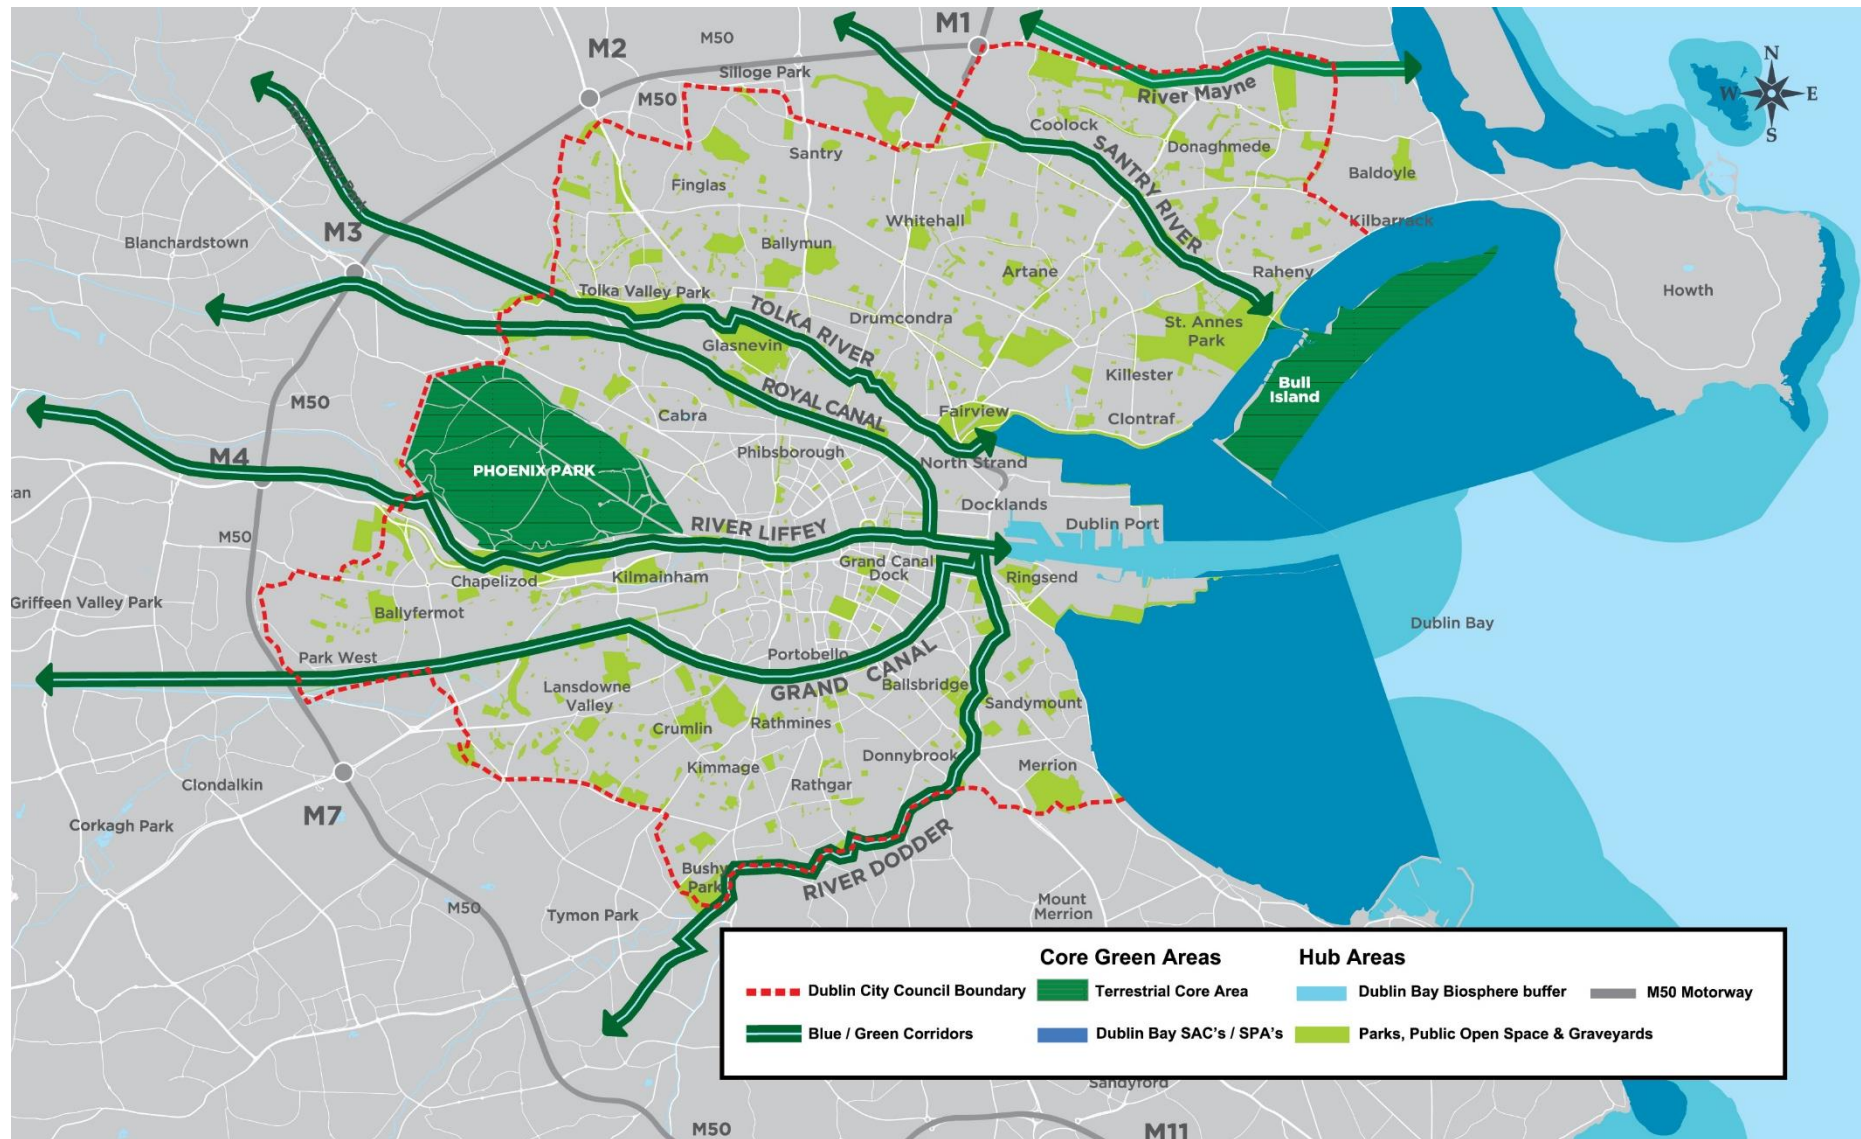 M1
M2
M50
Silloge Park
N
W
E
S
M50
River Mayne
Coolock
SANTRY RIVER
Donaghmede
Santry
Baldoyle
Finglas
Whitehall
Kilbarrack
M3
Blanchardstown
Ballymun
Artane
Raheny
Tolka Valley Park
Howth
TOLKA RIVER
Drumcondra
St. Annes
Park
Glasnevin
Killester
Bull
Island
M50
ROYAL CANAL
Cabra
Fairview
Clontraf
M4
PHOENIX PARK
Phibsborough
North Strand
can
Docklands
RIVER LIFFEY
Dublin Port
M50
Grand Canal
Dock
Chapelizod
Kilmainham
Ringsend
Griffeen Valley Park
Ballyfermot
Dublin Bay
Park West
Portobello
GRAND CANAL
Lansdowne
Valley
Ballsbridge
Sandymount
Crumlin
Rathmines
Donnybrook
Kimmage
Merrion
Clondalkin
Rathgar
M7
Corkagh Park
RIVER DODDER
Bushy
Park
M50
Tymon Park
Mount
Merrion
Core Green Areas
Hub Areas
Dublin City Council Boundary
Terrestrial Core Area
Dublin Bay Biosphere buffer
M50 Motorway
Blue / Green Corridors
Dublin Bay SAC's / SPA's
Parks, Public Open Space & Graveyards
Sandyford
M50
M11